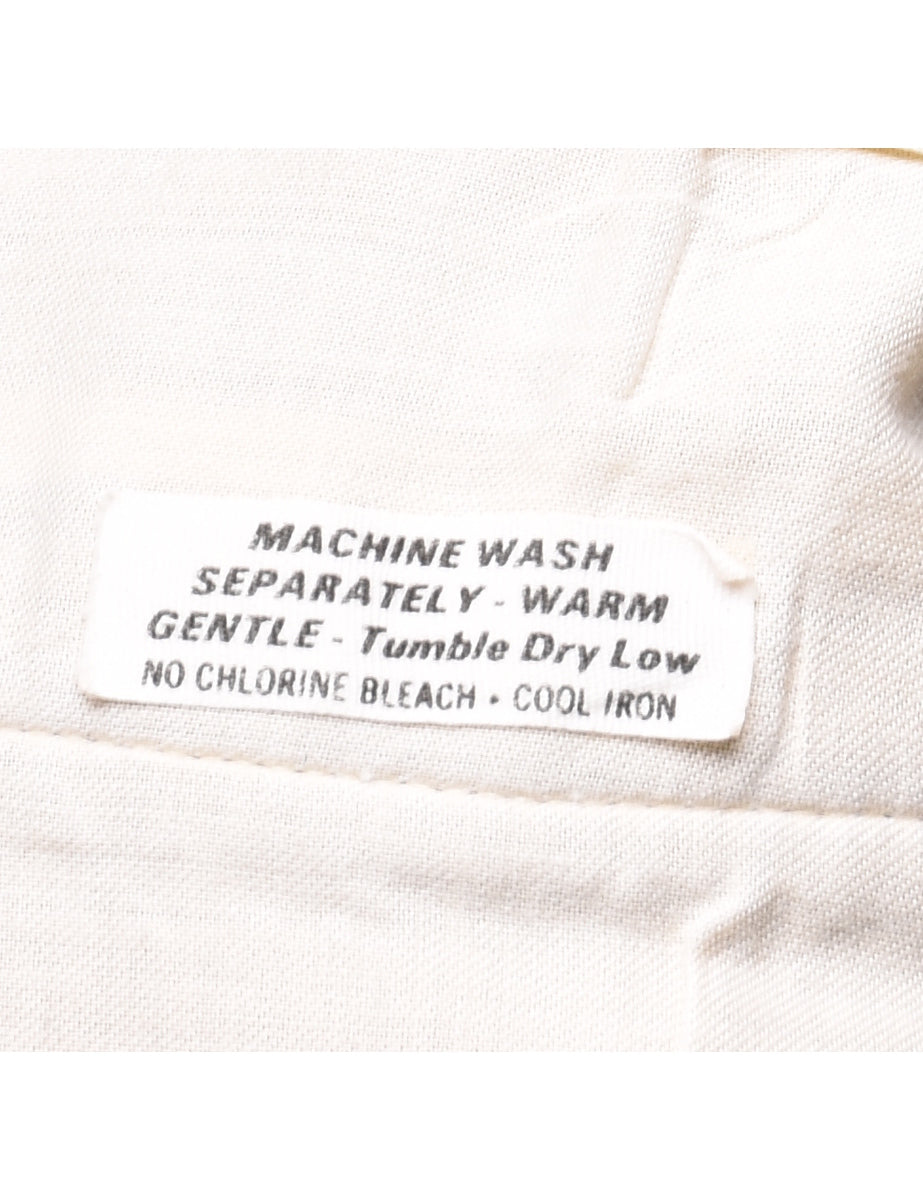 MACHINE WASH
SEPARATELY - WARM
GENTLE - Tumble Dry Low
NO CHLORINE BLEACH • COOL IRON